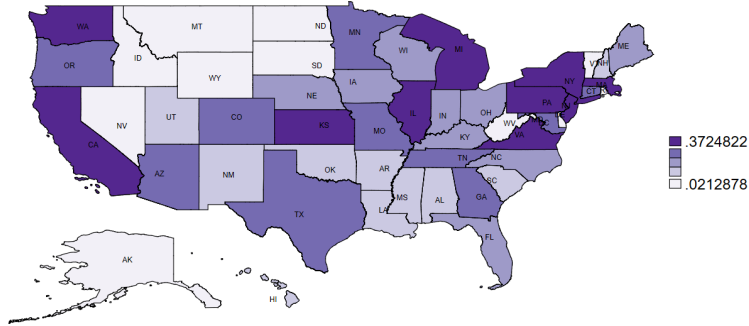 WA
MT
ND
MN
ME
OR
ID
SD
WI
MI
VT
NH
NY
WY
IA
NE
PA
CT
MA
NV
UT
CO
IL
IN
OH
CA
KS
MO
KY
WV
VA
AZ
NM
OK
AR
TN
NC
SC
TX
LA
MS
AL
GA
FL
AK
HI
.3724822
.0212878